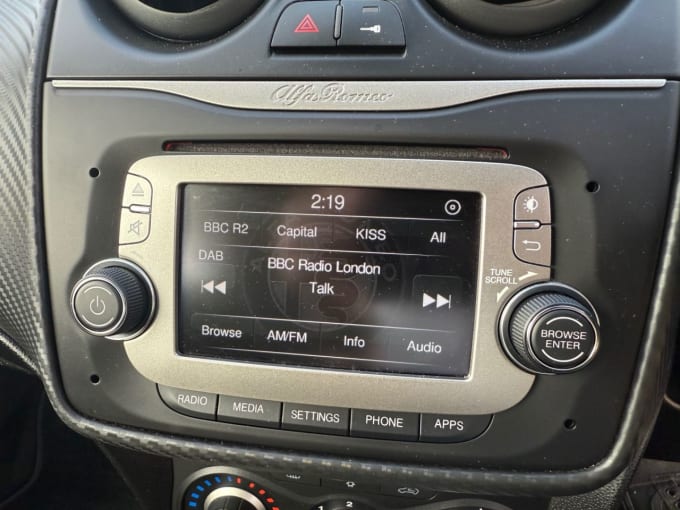 Alfa Romeo
2:19
BBC R2 Capital KISS All
DAB
BBC Radio London
Talk
Browse AM/FM Info Audio
TUNE
SCROLL
BROWSE
ENTER
RADIO MEDIA SETTINGS PHONE APPS